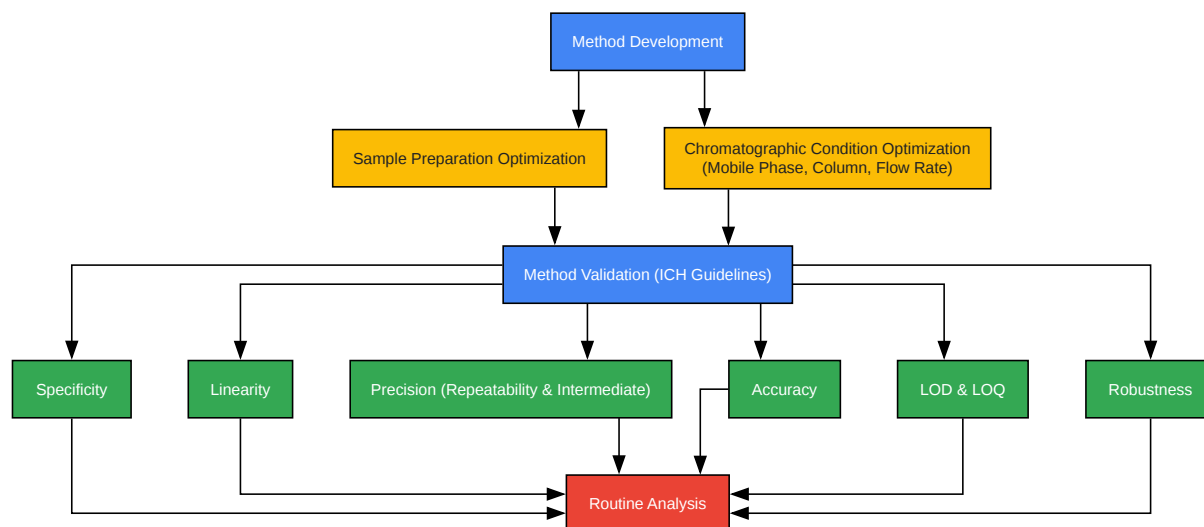 Method Development
Sample Preparation Optimization
Chromatographic Condition Optimization
(Mobile Phase, Column, Flow Rate)
Method Validation (ICH Guidelines)
Specificity
Linearity
Precision (Repeatability & Intermediate)
Accuracy
LOD & LOQ
Robustness
Routine Analysis